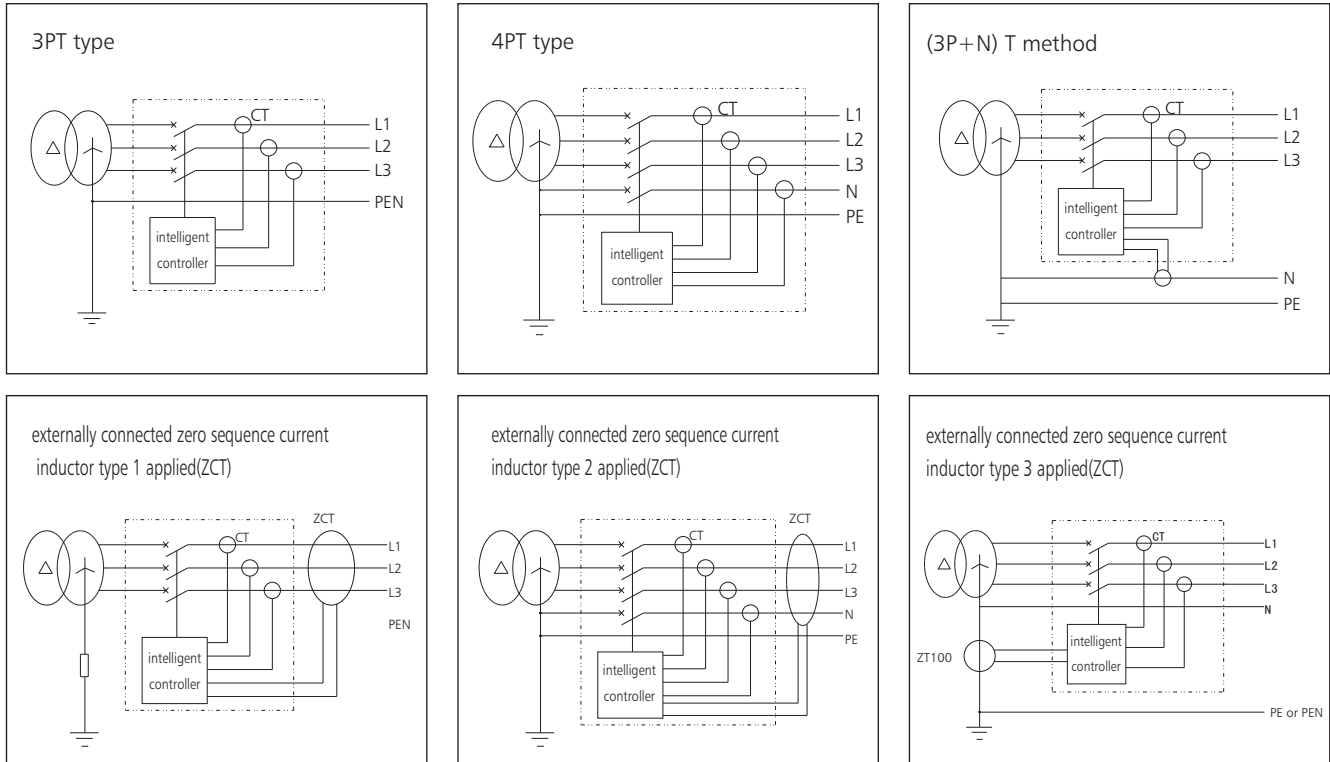 3PT type
CT
L1
L2
L3
PEN
intelligent
controller
4PT type
CT
L1
L2
L3
N
PE
intelligent
controller
(3P+N) T method
CT
L1
L2
L3
intelligent
controller
N
PE
externally connected zero sequence current
inductor type 1 applied(ZCT)
ZCT
CT
L1
L2
L3
PEN
intelligent
controller
externally connected zero sequence current
inductor type 2 applied(ZCT)
ZCT
CT
L1
L2
L3
N
PE
intelligent
controller
externally connected zero sequence current
inductor type 3 applied(ZCT)
CT
L1
L2
L3
N
ZT100
intelligent
controller
PE or PEN